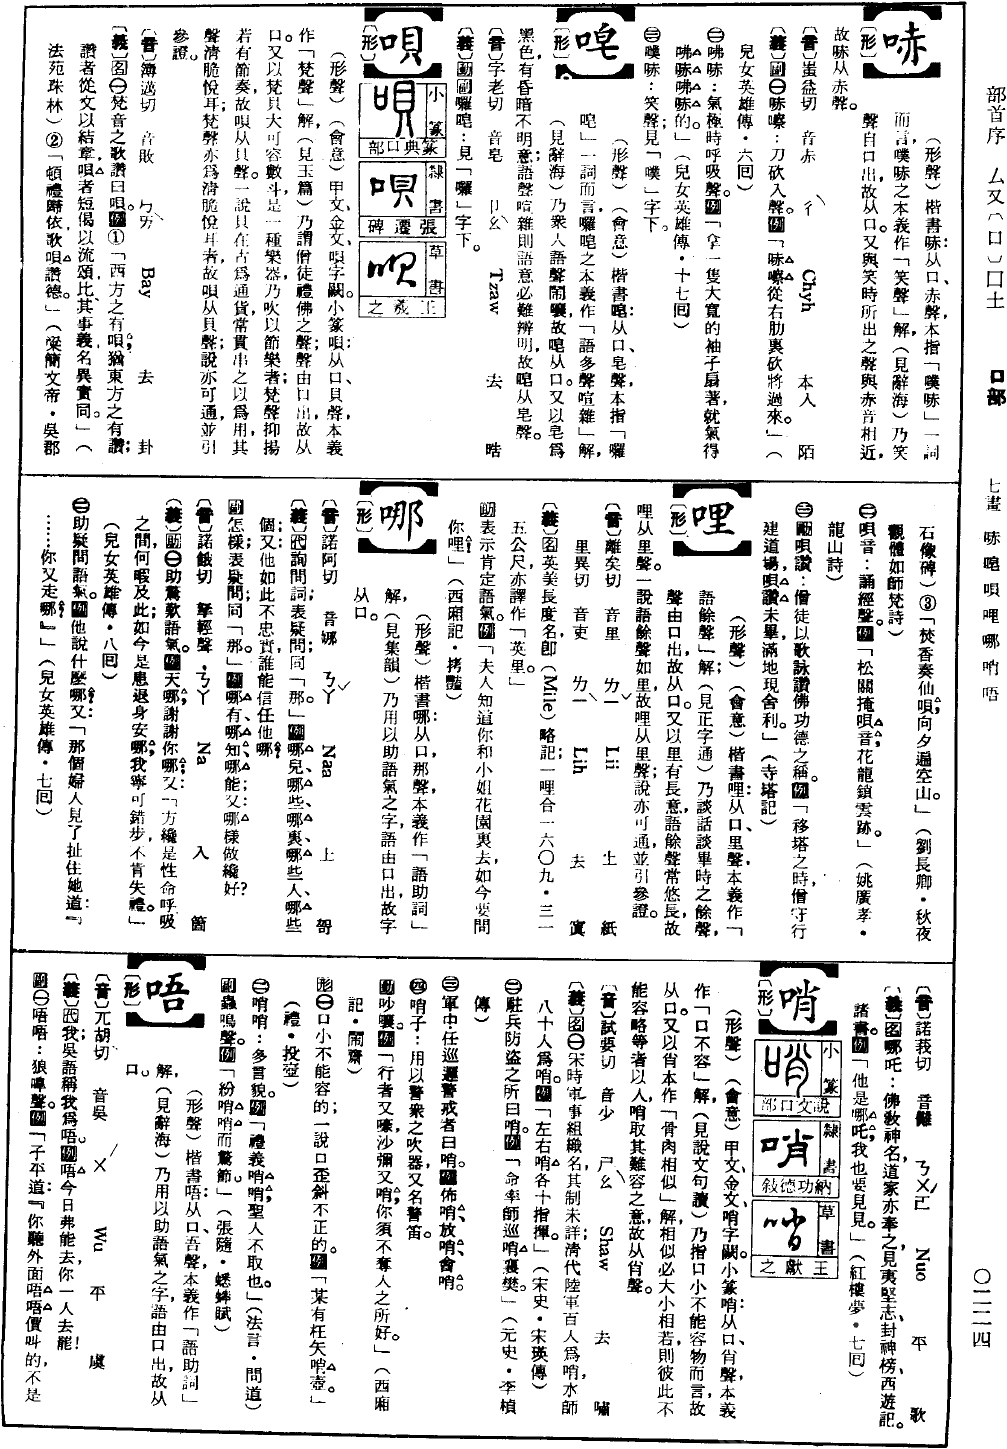 部首序　厶又〔口〕囗土　口部　七畫　哧唣唄哩哪哨唔　〇二二四
哧
〔形〕（形聲）楷書哧从口、赤聲，本指「噗哧」一詞
而言，噗哧之本義作「笑聲」解（見辭海）乃笑
聲自口出，故从口。又與笑時所出之聲與赤音相近，
故哧从赤聲。
〔音〕蚩益切　音赤　ㄔˋ　Chyh　本入　陌
〔義〕副㊀哧嚓：刀砍入聲。例「哧嚓從右肋裏砍將過來。」（
兒女英雄傳・六回）
㊁咈哧：氣極時呼吸聲。例「拿一隻大寬的袖子扇著，就氣得
咈哧咈哧的」（兒女英雄傳・十七回）
㊂噗哧：笑聲，見「噗」字下。
唣
〔形〕（形聲）（會意）楷書唣从口、皂聲，本指「囉
唣」一詞而言，囉唣之本義作「語多聲喧雜」解，
（見辭海）乃衆人語聲鬧嚷，故唣从口。又以皂爲
黑色有昏暗不明意，語聲喧雜則語意必難辨明，故唣从皂聲。
〔音〕字老切　音皂　ㄗㄠˋ　Tzaw　去　晧
〔義〕動副囉唣：見「囉」字下。
唄
小篆　篆典口部
隸書　張遷碑
草書　王羲之
〔形〕（形聲）（會意）甲文、金文、唄字闕。小篆唄：从口、貝聲，本義
作「梵聲」解，（見玉篇）乃謂僧徒禮佛之聲；聲由口出，故从
口。又以梵貝大可容數斗，是一種樂器，乃吹以節樂者；梵聲抑揚
若有節奏，故唄从貝聲。一說貝在古爲通貨，常貫串之以爲用，其
聲清脆悅耳；梵聲亦爲清脆悅耳者，故唄从貝聲；說亦可通，並引
參證。
〔音〕簿邁切　音敗　ㄅㄞˋ　Bay　去　卦
〔義〕名㊀梵音之歌讚曰唄。例①「西方之有唄，猶東方之有讚；
讚者從文以結章，唄者短偈以流頌；比其事義，名異實同。」（
法苑珠林）②「頓禮歸依，歌唄讚德。」（梁簡文帝・吳郡
石像碑）③「焚香奏仙唄，向夕遍空山。」（劉長卿・秋夜
觀體如師梵詩）
㊁唄音：誦經聲。例「松關掩唄音，花龍鎖雲跡。」（姚廣孝・
龍山詩）
㊂唄讚：僧徒以歌詠讚佛功德之稱。例「移塔之時，僧守行
建道場，唄讚未畢，滿地現舍利。」（寺塔記）
哩
〔形〕（形聲）（會意）楷書哩：从口、里聲，本義作「
語餘聲」解，（見正字通）乃談話談畢時之餘聲，
聲由口出，故从口。又以里有長意，語餘聲常悠長，故
哩从里聲。一說語餘聲如里，故哩从里聲；說亦可通，並引參證。
〔音〕離矣切　音里　ㄌㄧˇ　Lii　上　紙
里異切　音吏　ㄌㄧˋ　Lih　去　寘
〔義〕名英美長度名，即（Mile）略記；一哩合一六〇九・三一
五公尺，亦譯作「英里。」
助表示肯定語氣。例「夫人知道你和小姐花園裏去，如今要問
你哩」（西廂記・拷豔）
哪
〔形〕（形聲）楷書哪：从口、那聲，本義作「語助詞」
解，（見集韻）乃用以助語氣之字，語由口出，故字
从口。
〔音〕諾阿切　音娜　ㄋㄚˇ　Naa　上　哿
〔義〕代詢問詞，表疑問，同「那。」例哪兒、哪些、哪裏、哪些人、哪些
個；又他如此不忠實，誰能信任他哪？
副怎樣；表疑問，同「那。」例哪有、哪知、哪能；又哪樣做纔好？
〔音〕諾餓切　拏輕聲　・ㄋㄚ　Na　入　箇
〔義〕助㊀助驚歎語氣。例天哪，謝謝你哪；又「方纔是性命呼吸
之間，何暇及此，如今是患退身安哪，我寧可錯步，不肯失禮。」
（兒女英雄傳・八回）
㊁助疑問語氣。例他說什麼哪；又「那個婦人見了，扯住她道：『
……你又走哪』」（兒女英雄傳・七回）
〔音〕諾莪切　音儺　ㄋㄨㄛˊ　Nuo　平　歌
〔義〕名哪吒：佛敎神名，道家亦奉之，見夷堅志、封神榜、西遊記。
諸書。例「他是哪吒，我也要見見。」（紅樓夢・七回）
哨
小篆　說文口部
隸書　納功德敍
草書　王獻之
〔形〕（形聲）（會意）甲文、金文、哨字闕。小篆哨：从口、肖聲，本義
作「口不容」解，（見說文句讀）乃指口小不能容物而言，故
从口。又以肖本作「骨肉相似」解，相似必大小相若，則彼此不
能容；略等者以入，哨取其難容之意，故从肖聲。
〔音〕試要切　音少　ㄕㄠˋ　Shaw　去　嘯
〔義〕名㊀宋時軍事組織名，其制未詳；清代陸軍百人爲哨，水師
八十人爲哨。例「左右哨各十指揮。」（宋史・宋瑛傳）
㊁駐兵防盜之所曰哨。例「命率師巡哨襄樊。」（元史・李楨
傳）
㊂軍中任巡邏警戒者曰哨。例佈哨、放哨、會哨。
㊃哨子：用以警衆之吹器，又名警笛。
動吵嚷。例「行者又嚎，沙彌又哨，你須不奪人之所好。」（西廂
記・鬧齋）
形㊀口小不能容的；一說口歪斜不正的。例「某有枉矢哨壺。」
（禮・投壺）
㊁哨哨：多言貌。例「禮義哨哨，聖人不取也。」（法言・問道）
副蟲鳴聲。例「紛哨哨而驚節。」（張隨・蟋蟀賦）
唔
〔形〕（形聲）楷書唔：从口、吾聲，本義作「語助詞」
解，（見辭海）乃用以助語氣之字，語由口出，故从
口。
〔音〕兀胡切　音吳　ㄨˊ　Wu　平　虞
〔義〕代我；吳語稱我爲唔。例唔今日弗能去，你一人去罷！
副㊀唔唔：狼嗥聲。例「子平道：『你聽，外面唔唔價叫的，不是